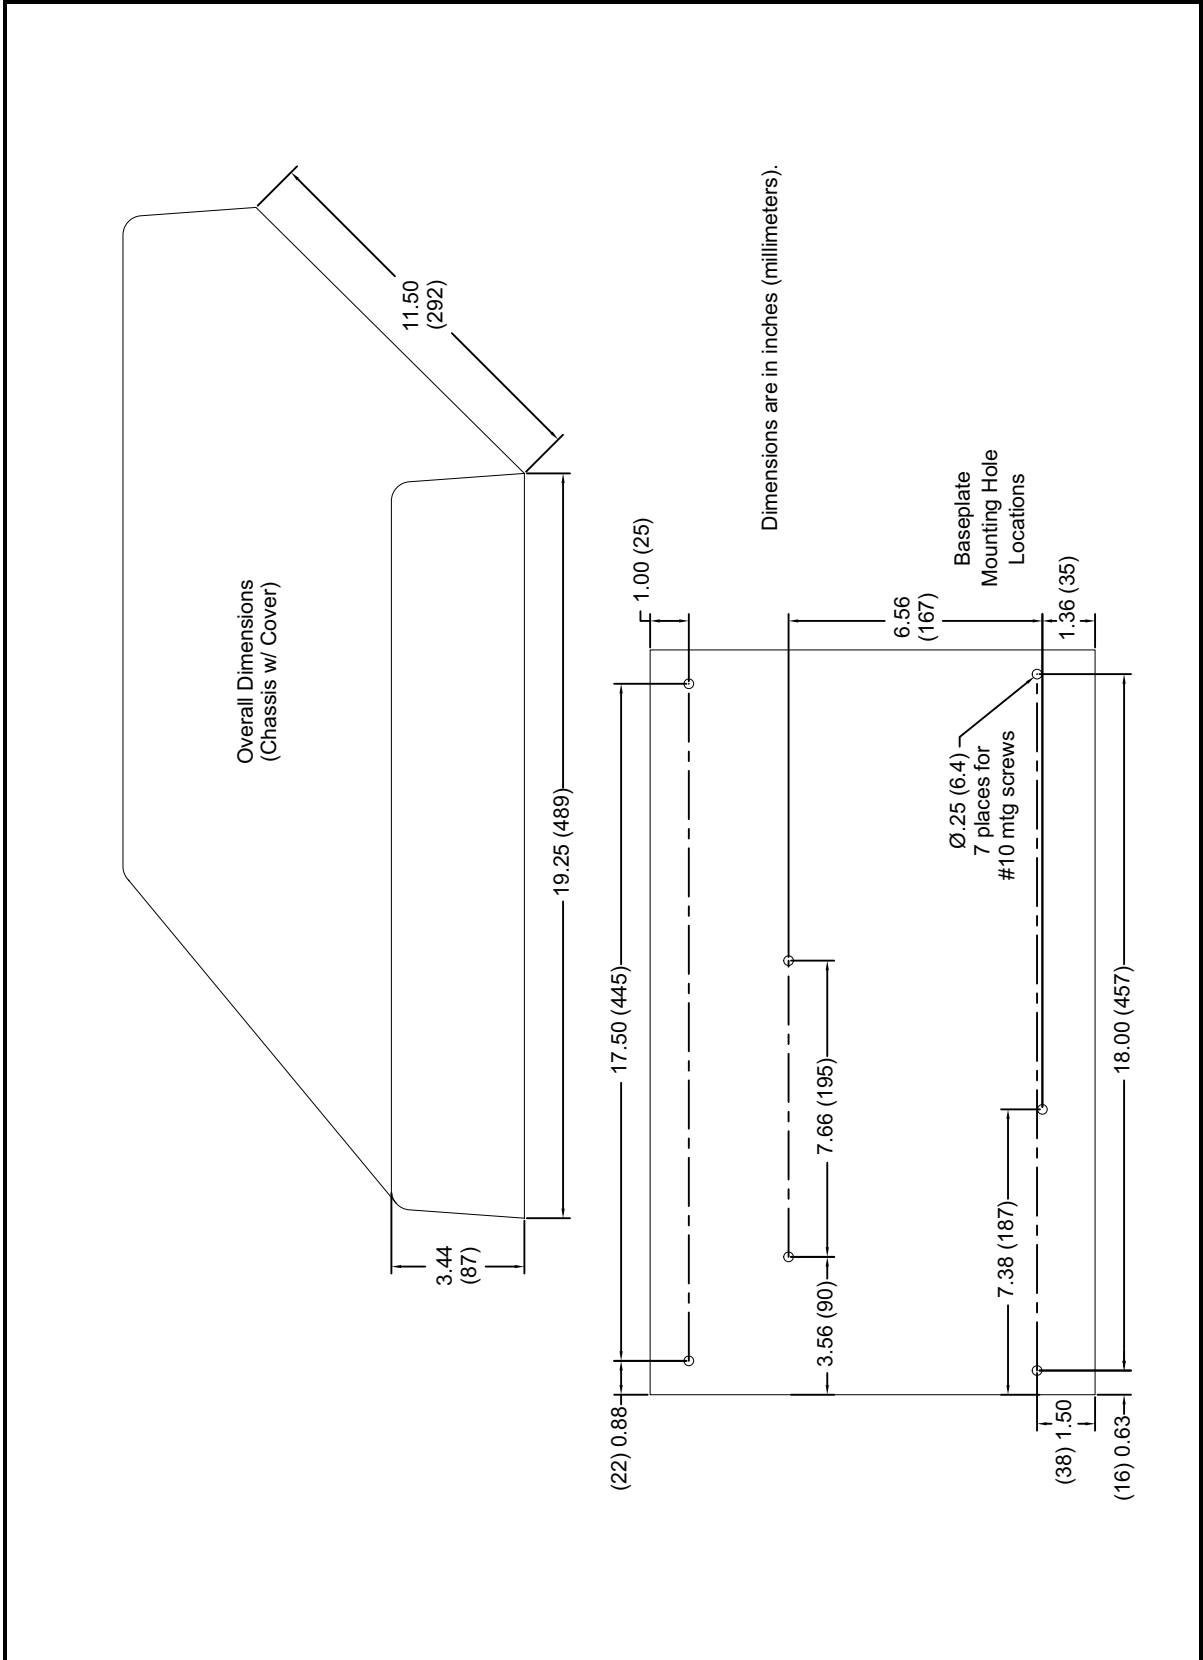 Overall Dimensions
(Chassis w/ Cover)
11.50
(292)
3.44
(87)
19.25 (489)
Dimensions are in inches (millimeters).
(22) 0.88
17.50 (445)
1.00 (25)
3.56 (90)
7.66 (195)
6.56
(167)
Baseplate
Mounting Hole
Locations
Ø.25 (6.4)
7 places for
#10 mtg screws
7.38 (187)
(38) 1.50
1.36 (35)
(16) 0.63
18.00 (457)